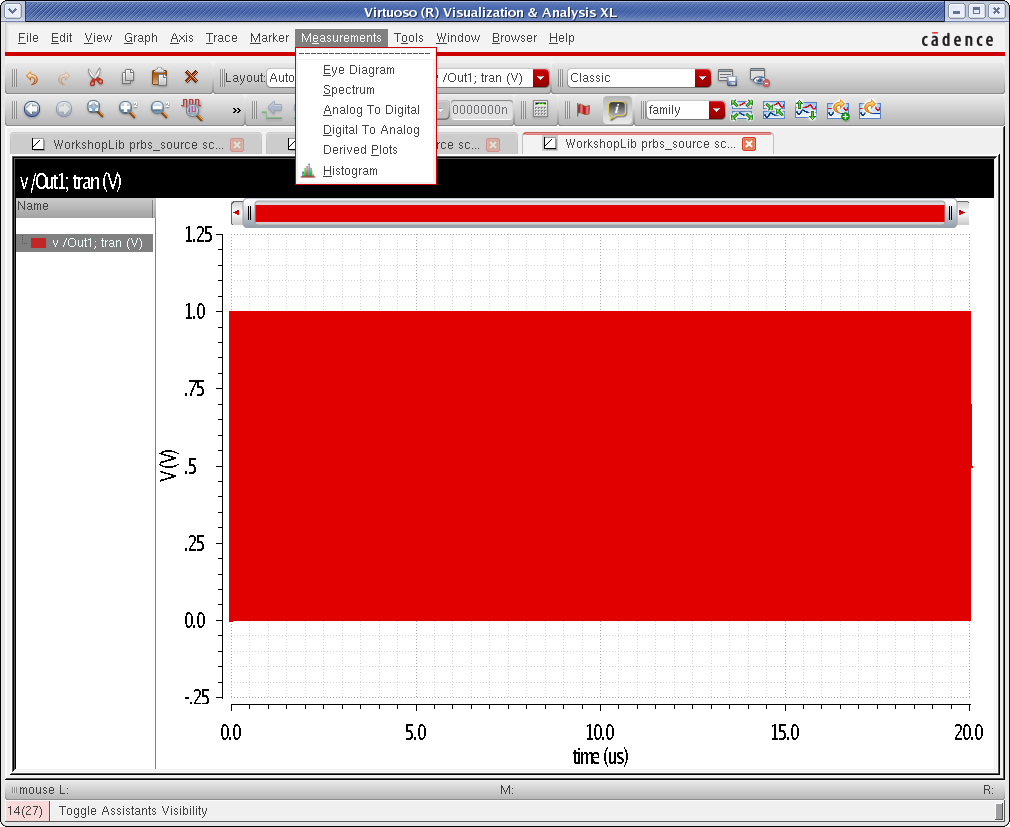 Virtuoso (R) Visualization & Analysis XL
File Edit View Graph Axis Trace Marker Measurements Tools Window Browser Help
cādence
Layout: Auto
/Out1; tran (V)
Classic
Eye Diagram
Spectrum
Analog To Digital
Digital To Analog
Derived Plots
Histogram
»
0000000n
family
WorkshopLib prbs_source sc...
rce sc...
WorkshopLib prbs_source sc...
v /Out1; tran (V)
Name
v /Out1; tran (V)
1.25
1.0
.75
.5
.25
0.0
-.25
V (V)
0.0 5.0 10.0 15.0 20.0
time (us)
mouse L: M: R:
14(27) Toggle Assistants Visibility